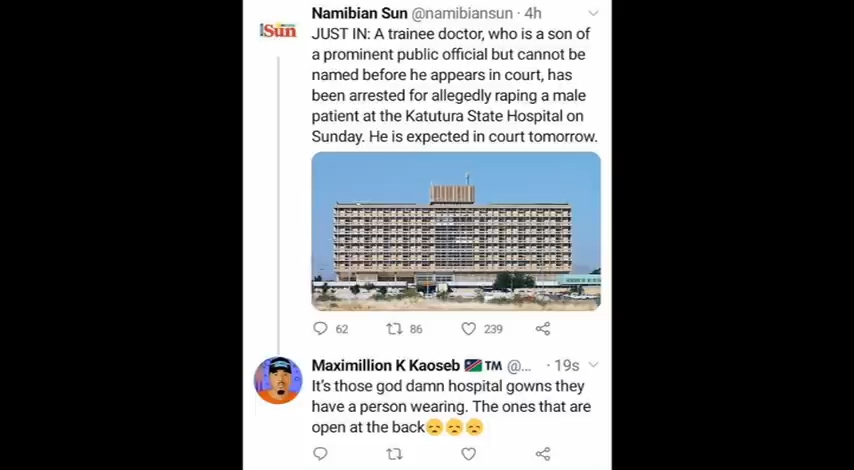 Namibian Sun @namibiansun · 4h
Sun
JUST IN: A trainee doctor, who is a son of
a prominent public official but cannot be
named before he appears in court, has
been arrested for allegedly raping a male
patient at the Katutura State Hospital on
Sunday. He is expected in court tomorrow.
62 86 239
Maximillion K Kaoseb 🇳🇦 TM @... · 19s
It's those god damn hospital gowns they
have a person wearing. The ones that are
open at the back😞😞😞